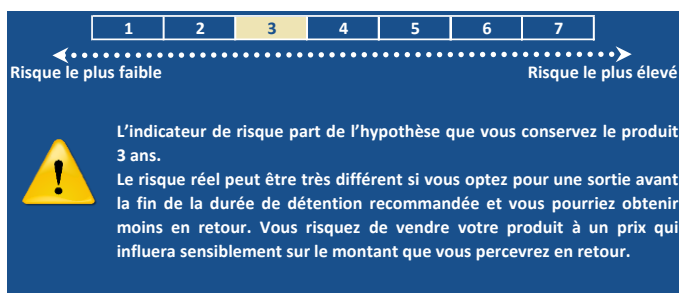 1 2 3 4 5 6 7
Risque le plus faible Risque le plus élevé
L’indicateur de risque part de l’hypothèse que vous conservez le produit
3 ans.
Le risque réel peut être très différent si vous optez pour une sortie avant
la fin de la durée de détention recommandée et vous pourriez obtenir
moins en retour. Vous risquez de vendre votre produit à un prix qui
influera sensiblement sur le montant que vous percevrez en retour.